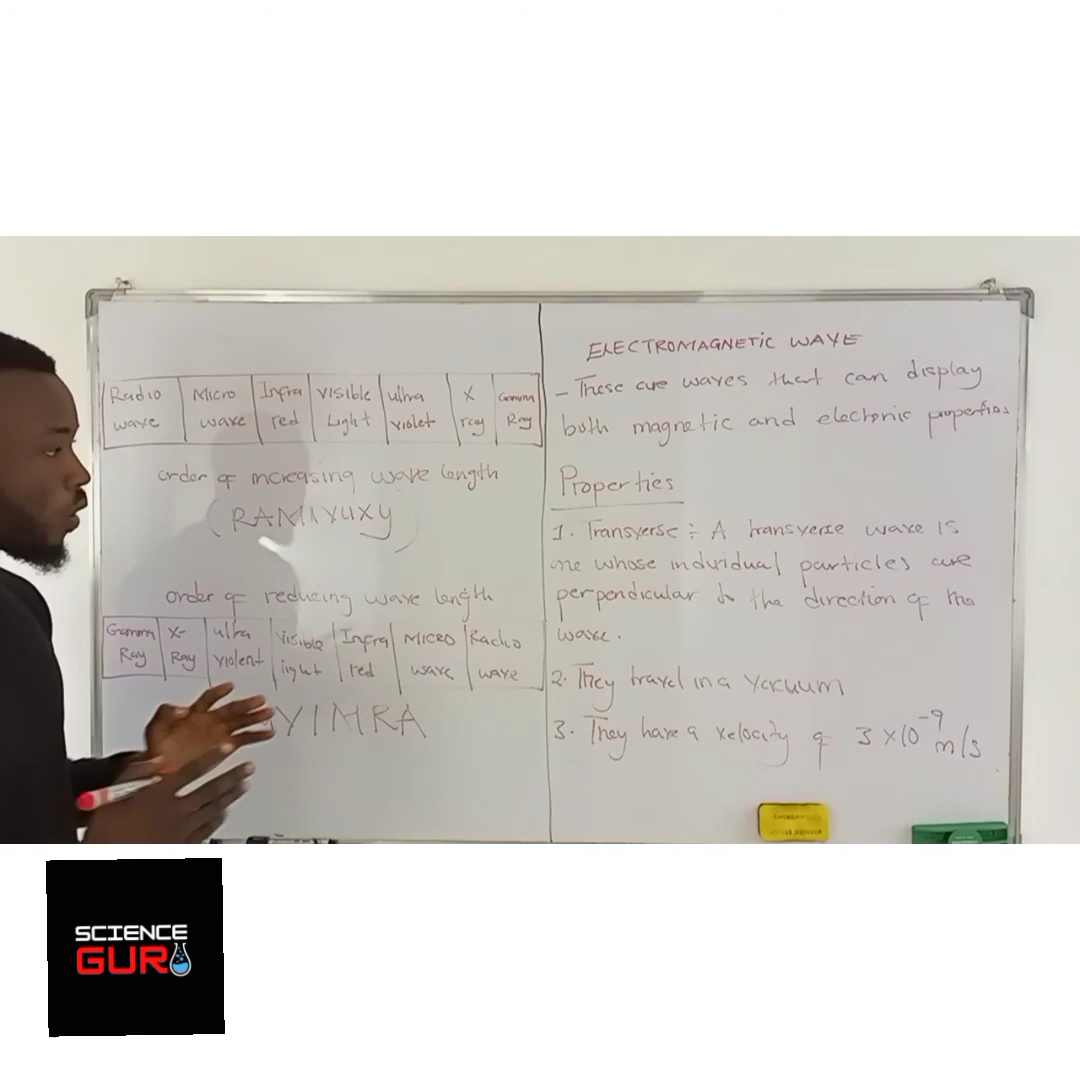 Radio Micro Infra visible ultra X Gamma
wave wave red Light violet ray Ray
order of increasing wave length
(RAMIVUXY)
order of reducing wave length
Gamma X- ultra visible Infra MICRO Radio
Ray Ray violent light red wave wave
VIMRA
ELECTROMAGNETIC WAVE
- These are waves that can display
both magnetic and electronic properties
Properties
1. Transverse : A transverse wave is
one whose individual particles are
perpendicular to the direction of the
wave.
2. They travel in a vacuum
3. They have a velocity of 3 x 10⁻⁹ m/s
SCIENCE
GURU